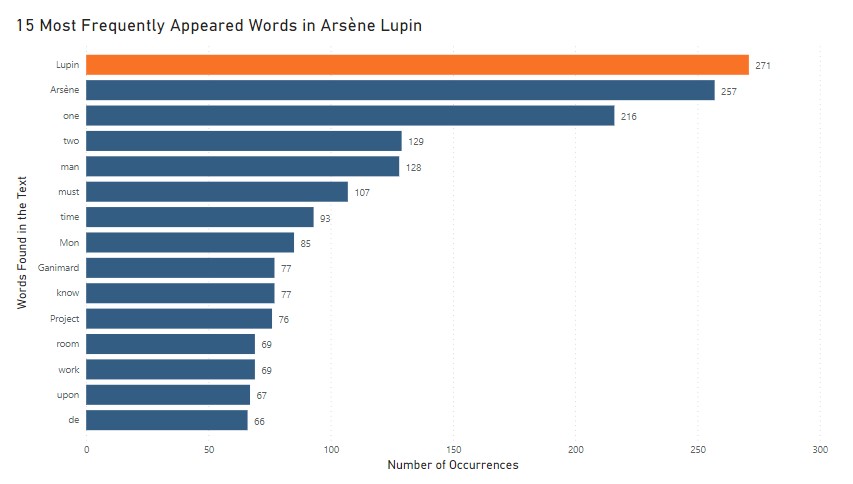 15 Most Frequently Appeared Words in Arsène Lupin
Words Found in the Text
Lupin 271
Arsène 257
one 216
two 129
man 128
must 107
time 93
Mon 85
Ganimard 77
know 77
Project 76
room 69
work 69
upon 67
de 66
0 50 100 150 200 250 300
Number of Occurrences